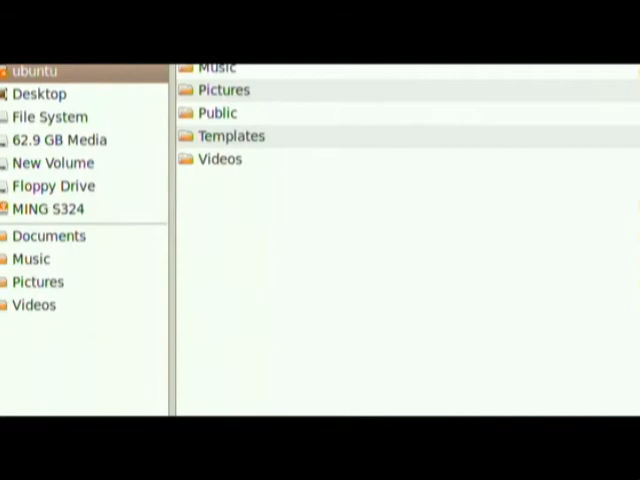 ubuntu
Desktop
File System
62.9 GB Media
New Volume
Floppy Drive
MING S324
Documents
Music
Pictures
Videos
Music
Pictures
Public
Templates
Videos